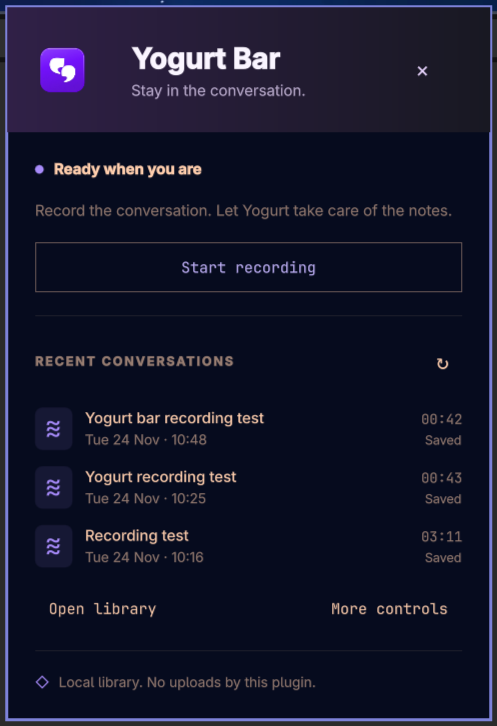 Yogurt Bar
Stay in the conversation.
×
Ready when you are
Record the conversation. Let Yogurt take care of the notes.
Start recording
RECENT CONVERSATIONS
↻
Yogurt bar recording test
00:42
Tue 24 Nov · 10:48
Saved
Yogurt recording test
00:43
Tue 24 Nov · 10:25
Saved
Recording test
03:11
Tue 24 Nov · 10:16
Saved
Open library
More controls
Local library. No uploads by this plugin.